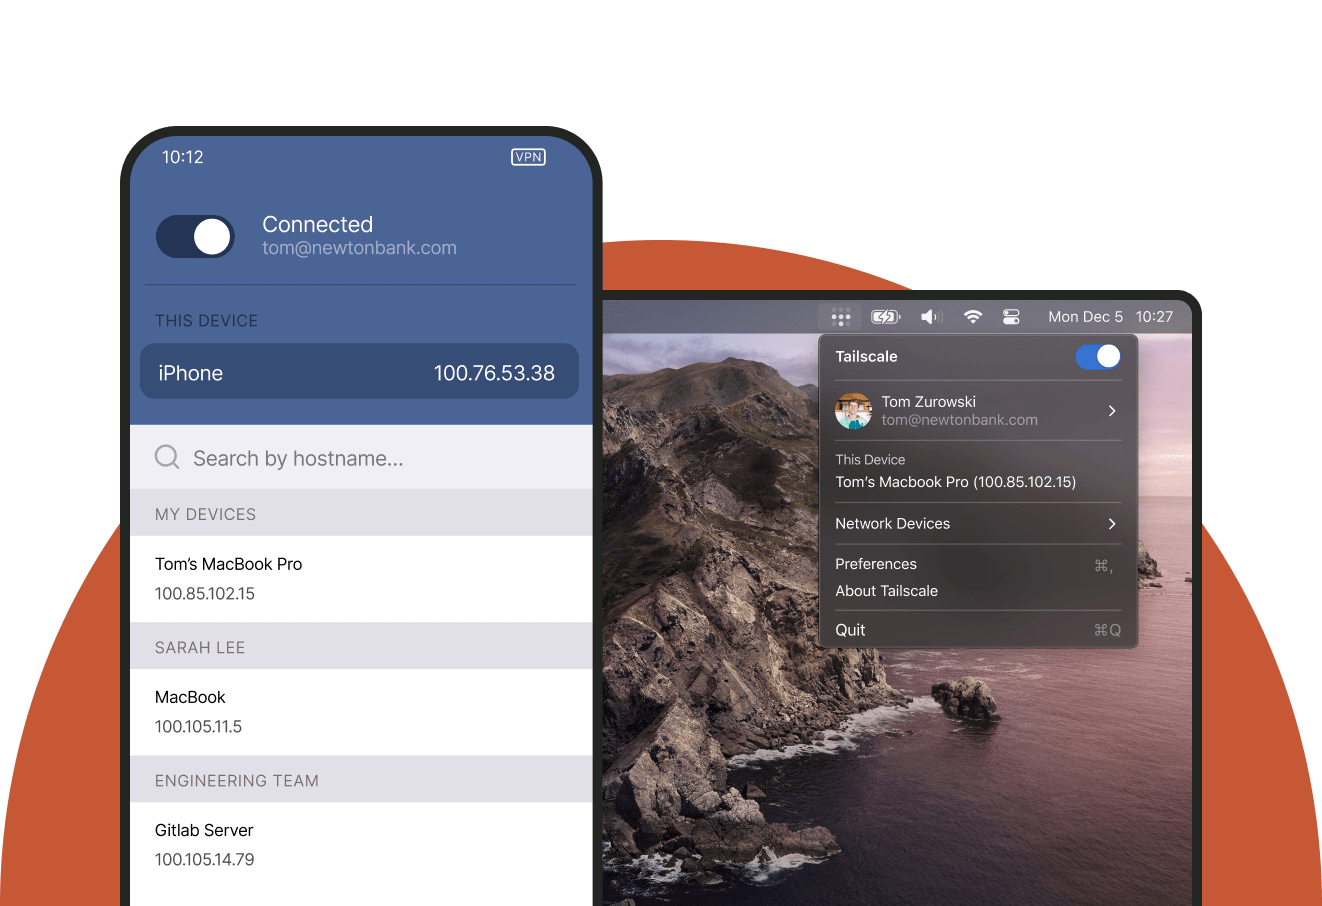 10:12
VPN
Connected
tom@newtonbank.com
THIS DEVICE
iPhone 100.76.53.38
Search by hostname...
MY DEVICES
Tom's MacBook Pro
100.85.102.15
SARAH LEE
MacBook
100.105.11.5
ENGINEERING TEAM
Gitlab Server
100.105.14.79
Mon Dec 5 10:27
Tailscale
Tom Zurowski
tom@newtonbank.com
This Device
Tom's Macbook Pro (100.85.102.15)
Network Devices
Preferences ⌘,
About Tailscale
Quit ⌘Q